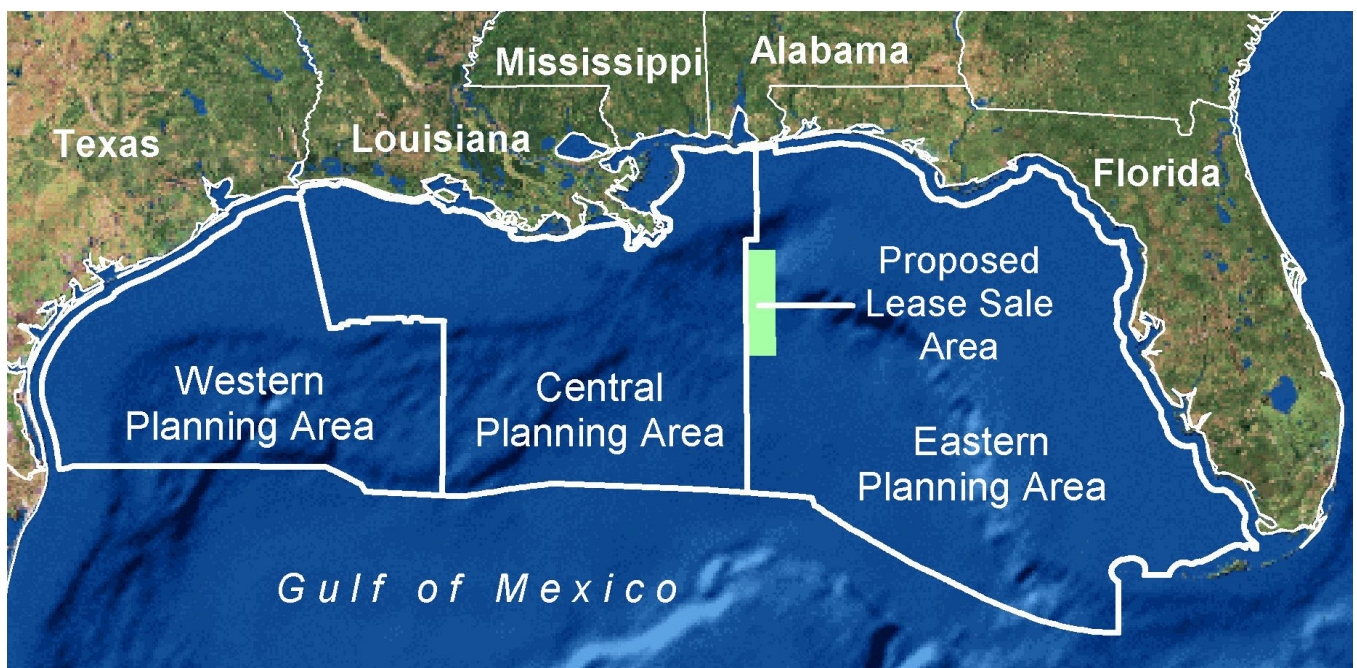 Mississippi
Alabama
Texas
Louisiana
Florida
Proposed
Lease Sale
Area
Western
Planning Area
Central
Planning Area
Eastern
Planning Area
Gulf of Mexico